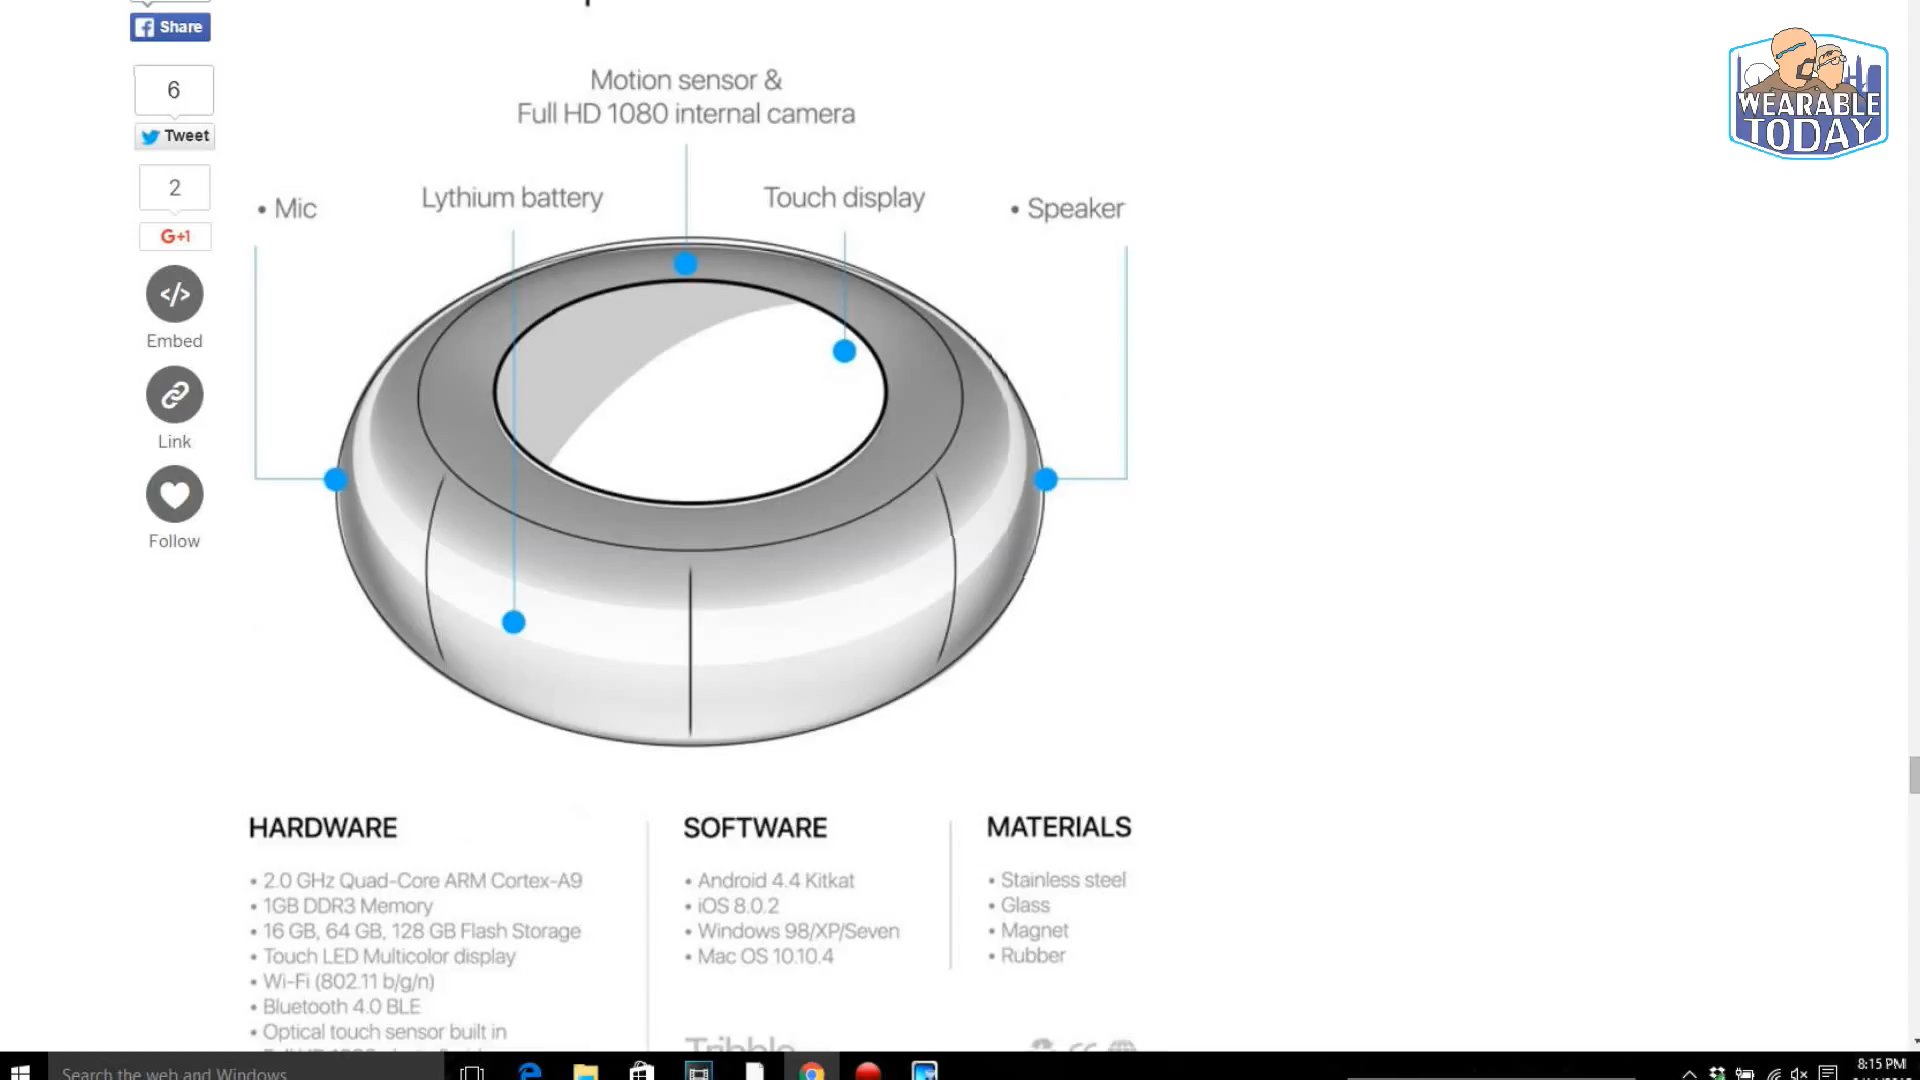 Share
6
Tweet
2
G+1
Embed
Link
Follow
Motion sensor &
Full HD 1080 internal camera
• Mic
Lythium battery
Touch display
• Speaker
WEARABLE
TODAY
HARDWARE
• 2.0 GHz Quad-Core ARM Cortex-A9
• 1GB DDR3 Memory
• 16 GB, 64 GB, 128 GB Flash Storage
• Touch LED Multicolor display
• Wi-Fi (802.11 b/g/n)
• Bluetooth 4.0 BLE
• Optical touch sensor built in
SOFTWARE
• Android 4.4 Kitkat
• iOS 8.0.2
• Windows 98/XP/Seven
• Mac OS 10.10.4
MATERIALS
• Stainless steel
• Glass
• Magnet
• Rubber
Tribble
Search the web and Windows
8:15 PM